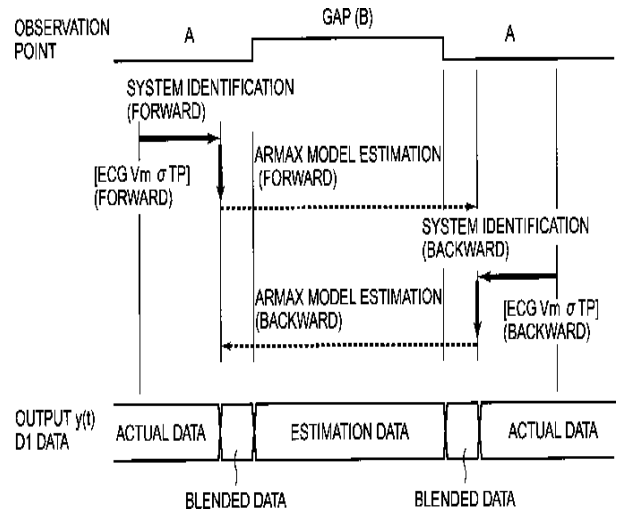 OBSERVATION
POINT
A
GAP (B)
A
SYSTEM IDENTIFICATION
(FORWARD)
[ECG Vm σ TP]
(FORWARD)
ARMAX MODEL ESTIMATION
(FORWARD)
SYSTEM IDENTIFICATION
(BACKWARD)
ARMAX MODEL ESTIMATION
(BACKWARD)
[ECG Vm σ TP]
(BACKWARD)
OUTPUT y(t)
D1 DATA
ACTUAL DATA
ESTIMATION DATA
ACTUAL DATA
BLENDED DATA
BLENDED DATA